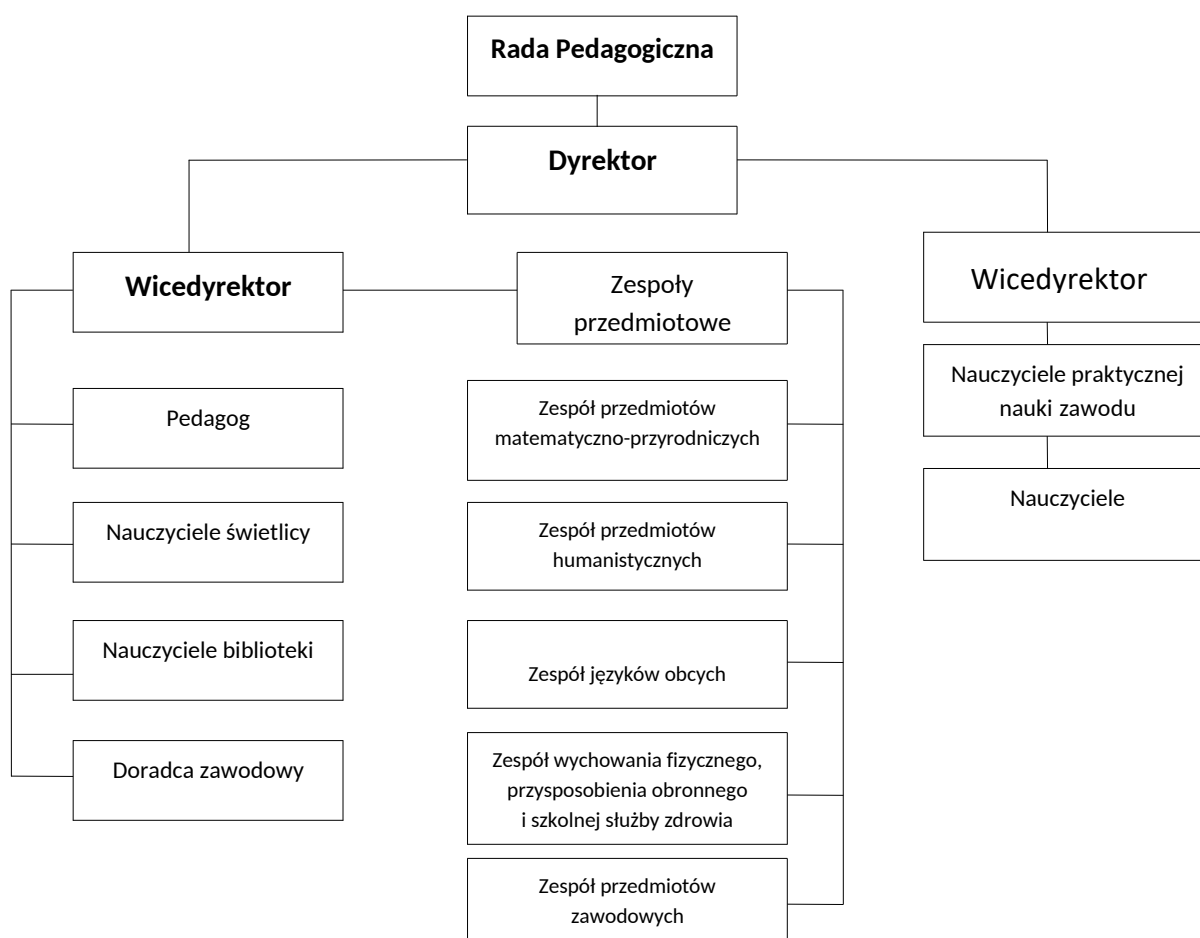 Rada Pedagogiczna
Dyrektor
Wicedyrektor
Zespoły
przedmiotowe
Wicedyrektor
Pedagog
Zespół przedmiotów
matematyczno-przyrodniczych
Nauczyciele praktycznej
nauki zawodu
Nauczyciele świetlicy
Zespół przedmiotów
humanistycznych
Nauczyciele
Nauczyciele biblioteki
Zespół języków obcych
Doradca zawodowy
Zespół wychowania fizycznego,
przysposobienia obronnego
i szkolnej służby zdrowia
Zespół przedmiotów
zawodowych